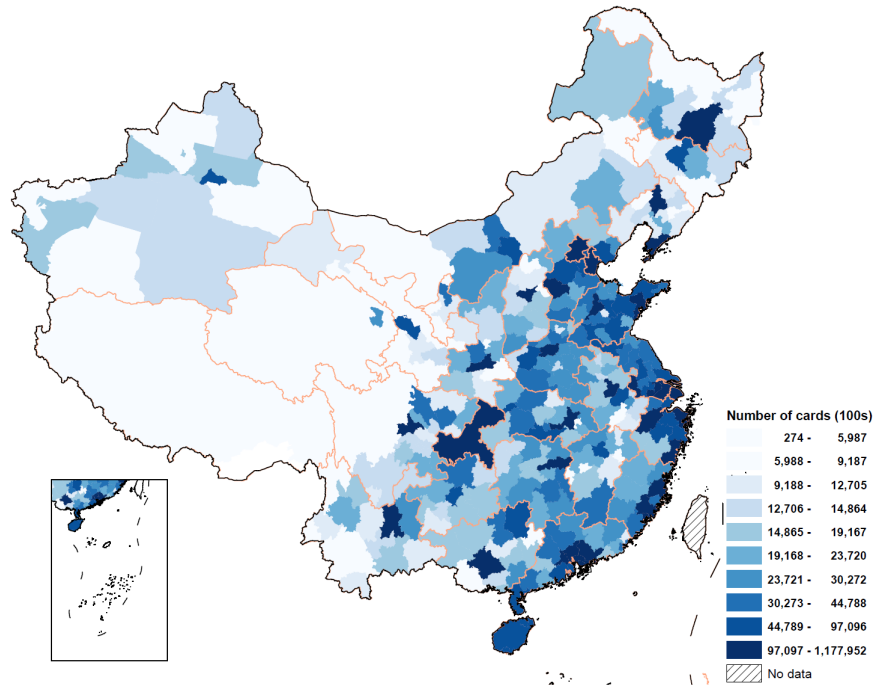 Number of cards (100s)
274 - 5,987
5,988 - 9,187
9,188 - 12,705
12,706 - 14,864
14,865 - 19,167
19,168 - 23,720
23,721 - 30,272
30,273 - 44,788
44,789 - 97,096
97,097 - 1,177,952
No data